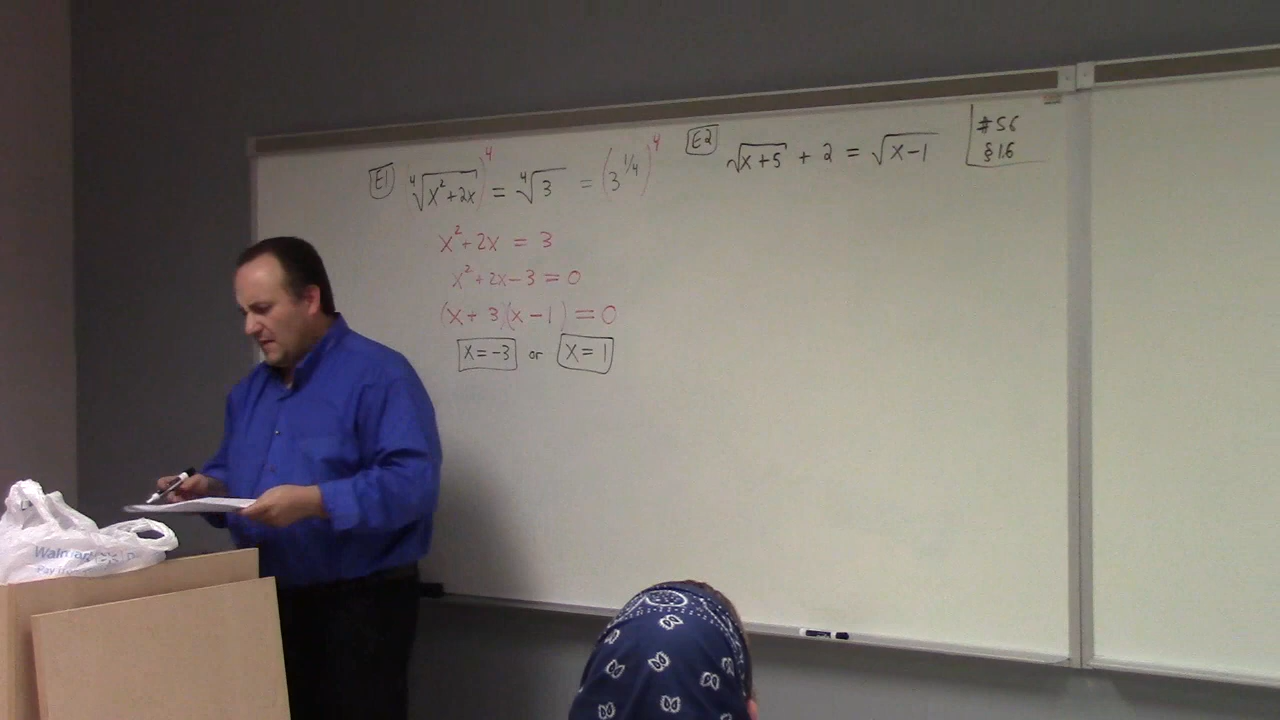 E1 (⁴√(x²+2x))⁴ = ⁴√3 = (3^(1/4))⁴
x²+2x = 3
x²+2x-3=0
(x+3)(x-1)=0
x=-3 or x=1
E2 √(x+5) + 2 = √(x-1)
#56
§1.6
Walmart